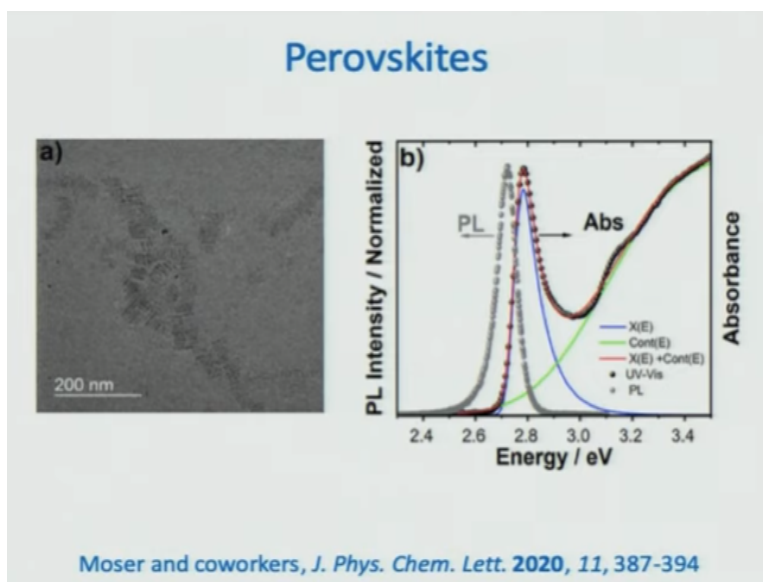 Perovskites
a)
200 nm
b)
PL Intensity / Normalized
PL
Abs
X(E)
Cont(E)
X(E) +Cont(E)
UV-Vis
PL
Absorbance
2.4 2.6 2.8 3.0 3.2 3.4
Energy / eV
Moser and coworkers, J. Phys. Chem. Lett. 2020, 11, 387-394